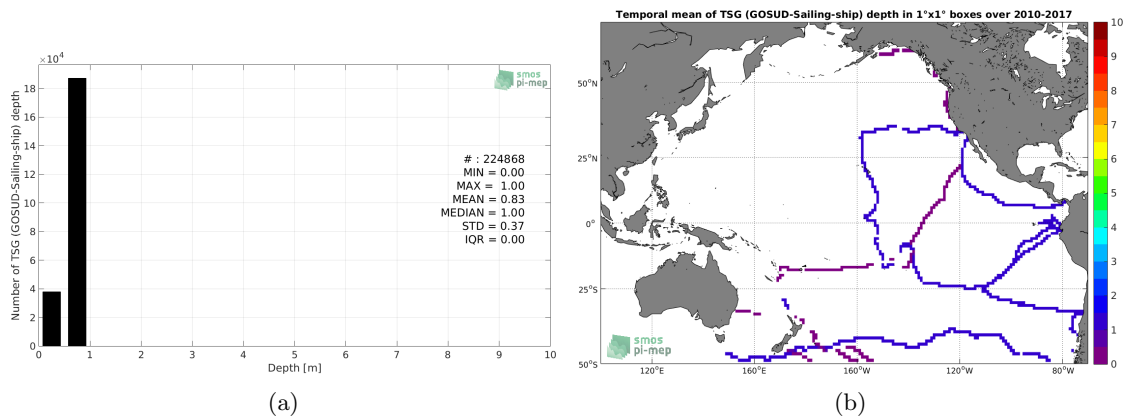 ×10⁴
18
16
14
12
10
8
6
4
2
0
Number of TSG (GOSUD-Sailing-ship) depth
smos
pi-mep
# : 224868
MIN = 0.00
MAX = 1.00
MEAN = 0.83
MEDIAN = 1.00
STD = 0.37
IQR = 0.00
0 1 2 3 4 5 6 7 8 9 10
Depth [m]
(a)
Temporal mean of TSG (GOSUD-Sailing-ship) depth in 1°x1° boxes over 2010-2017
50°N
25°N
0°
25°S
50°S
smos
pi-mep
120°E 160°E 160°W 120°W 80°W
10
9
8
7
6
5
4
3
2
1
0
(b)